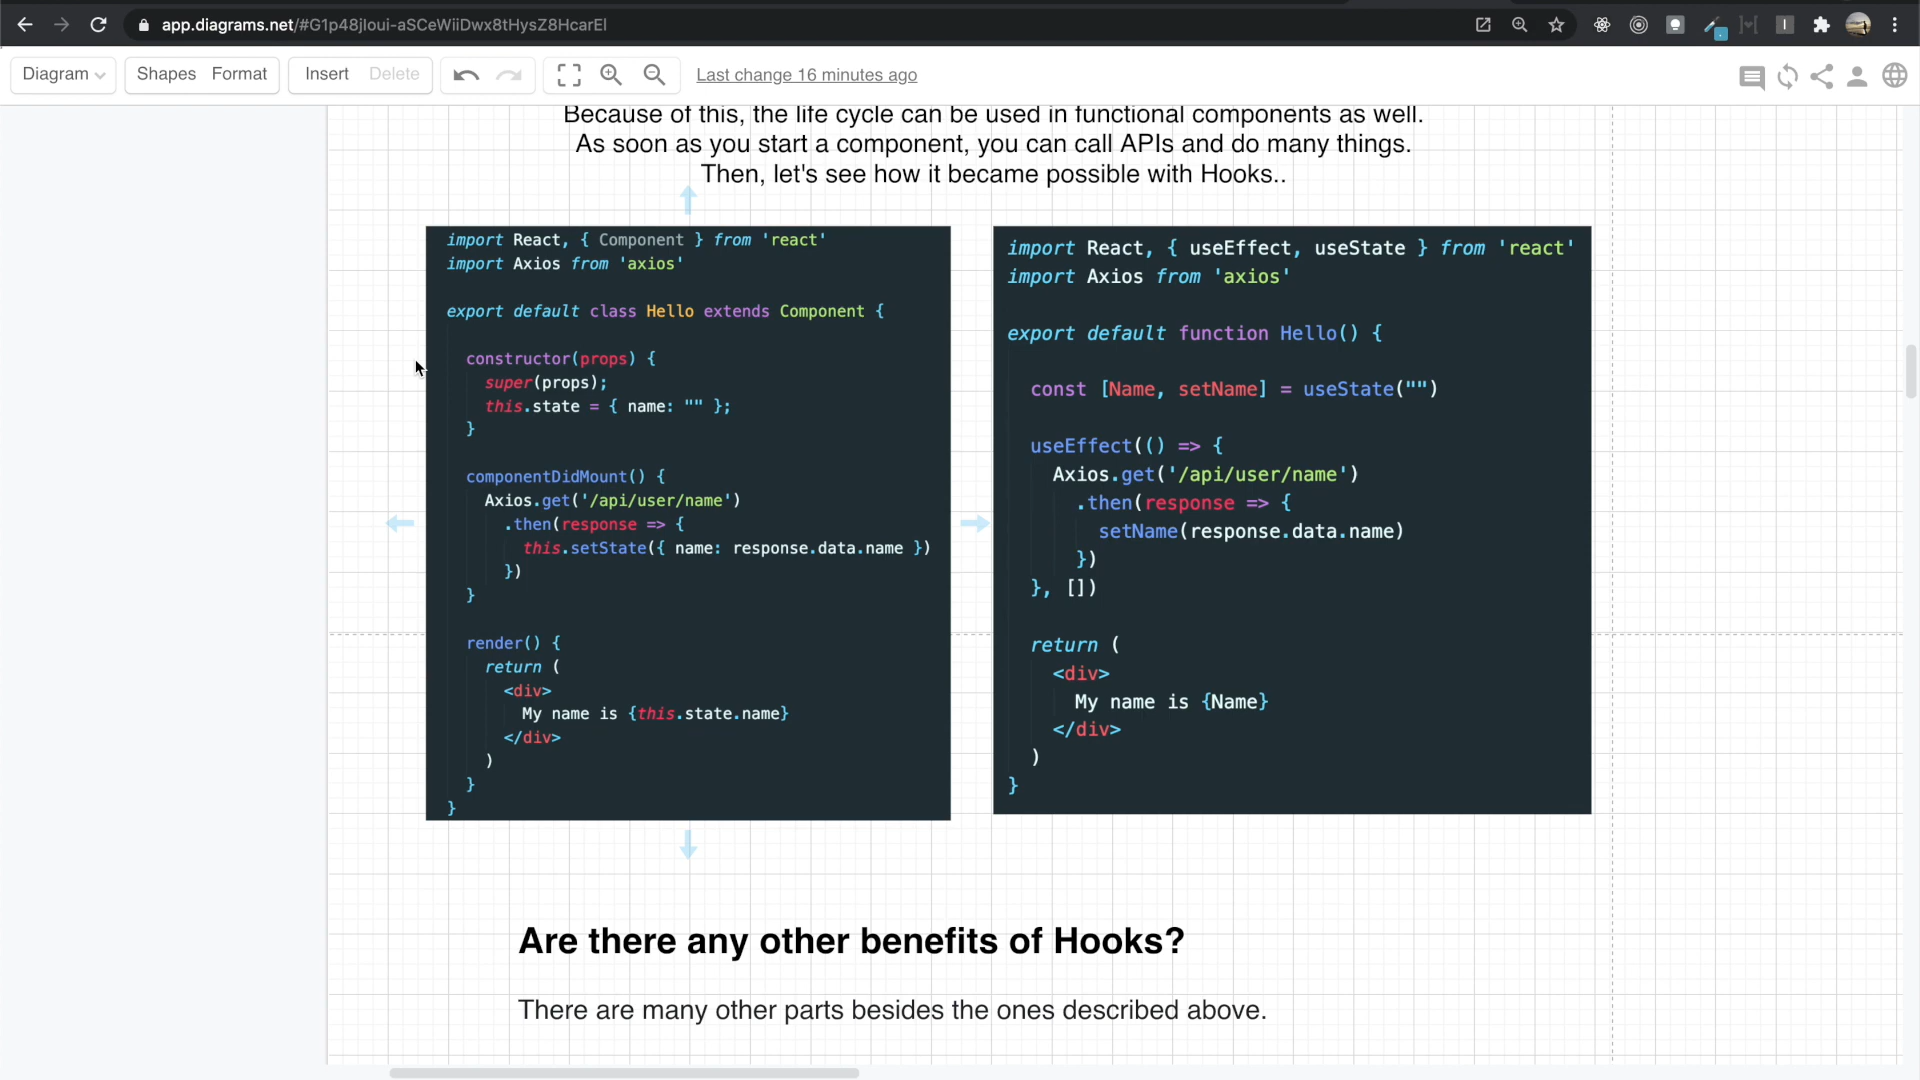 app.diagrams.net/#G1p48jIoui-aSCeWiiDwx8tHysZ8HcarEI
Diagram Shapes Format Insert Delete Last change 16 minutes ago
Because of this, the life cycle can be used in functional components as well.
As soon as you start a component, you can call APIs and do many things.
Then, let's see how it became possible with Hooks..
import React, { Component } from 'react'
import Axios from 'axios'
export default class Hello extends Component {
constructor(props) {
super(props);
this.state = { name: "" };
}
componentDidMount() {
Axios.get('/api/user/name')
.then(response => {
this.setState({ name: response.data.name })
})
}
render() {
return (
<div>
My name is {this.state.name}
</div>
)
}
}
import React, { useEffect, useState } from 'react'
import Axios from 'axios'
export default function Hello() {
const [Name, setName] = useState("")
useEffect(() => {
Axios.get('/api/user/name')
.then(response => {
setName(response.data.name)
})
}, [])
return (
<div>
My name is {Name}
</div>
)
}
Are there any other benefits of Hooks?
There are many other parts besides the ones described above.